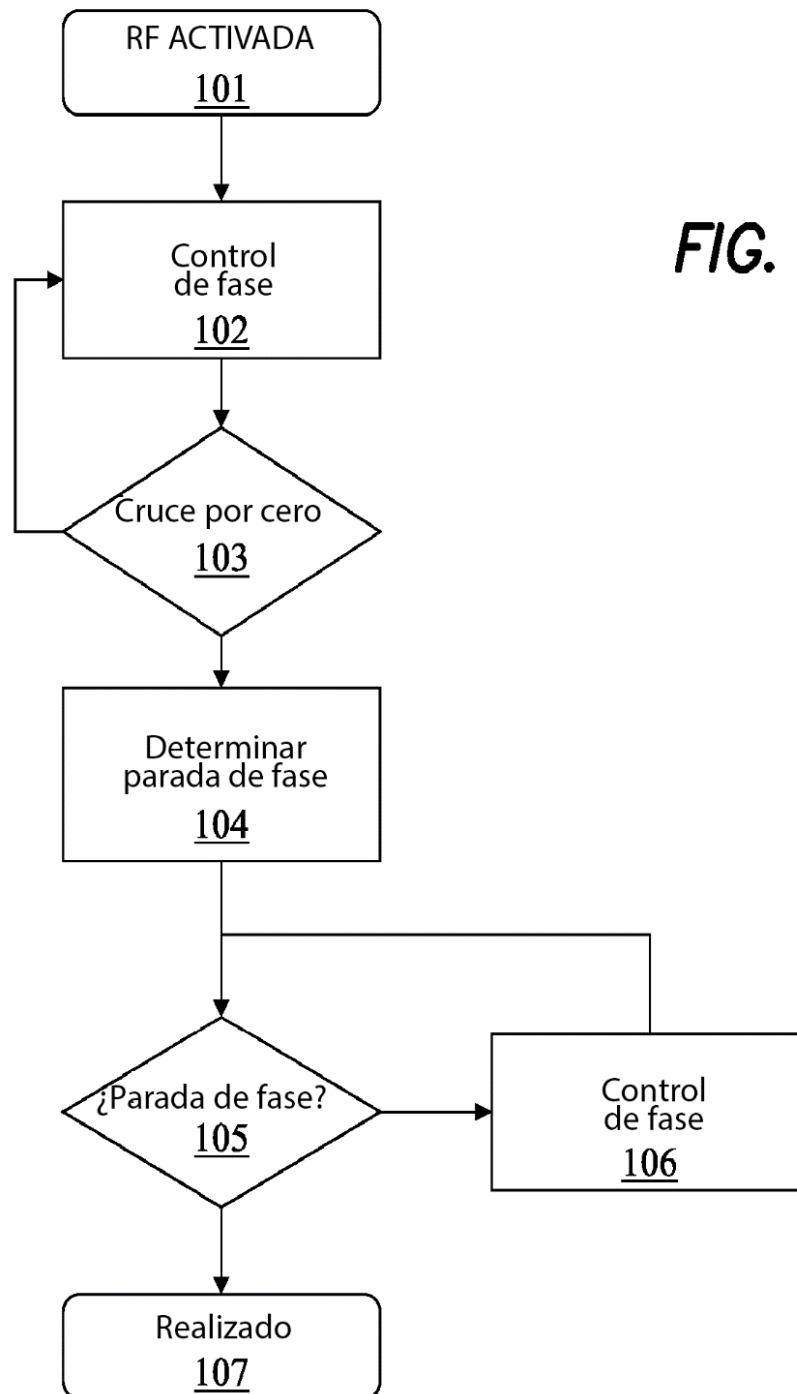 RF ACTIVADA
101
FIG.
Control
de fase
102
Cruce por cero
103
Determinar
parada de fase
104
¿Parada de fase?
105
Control
de fase
106
Realizado
107